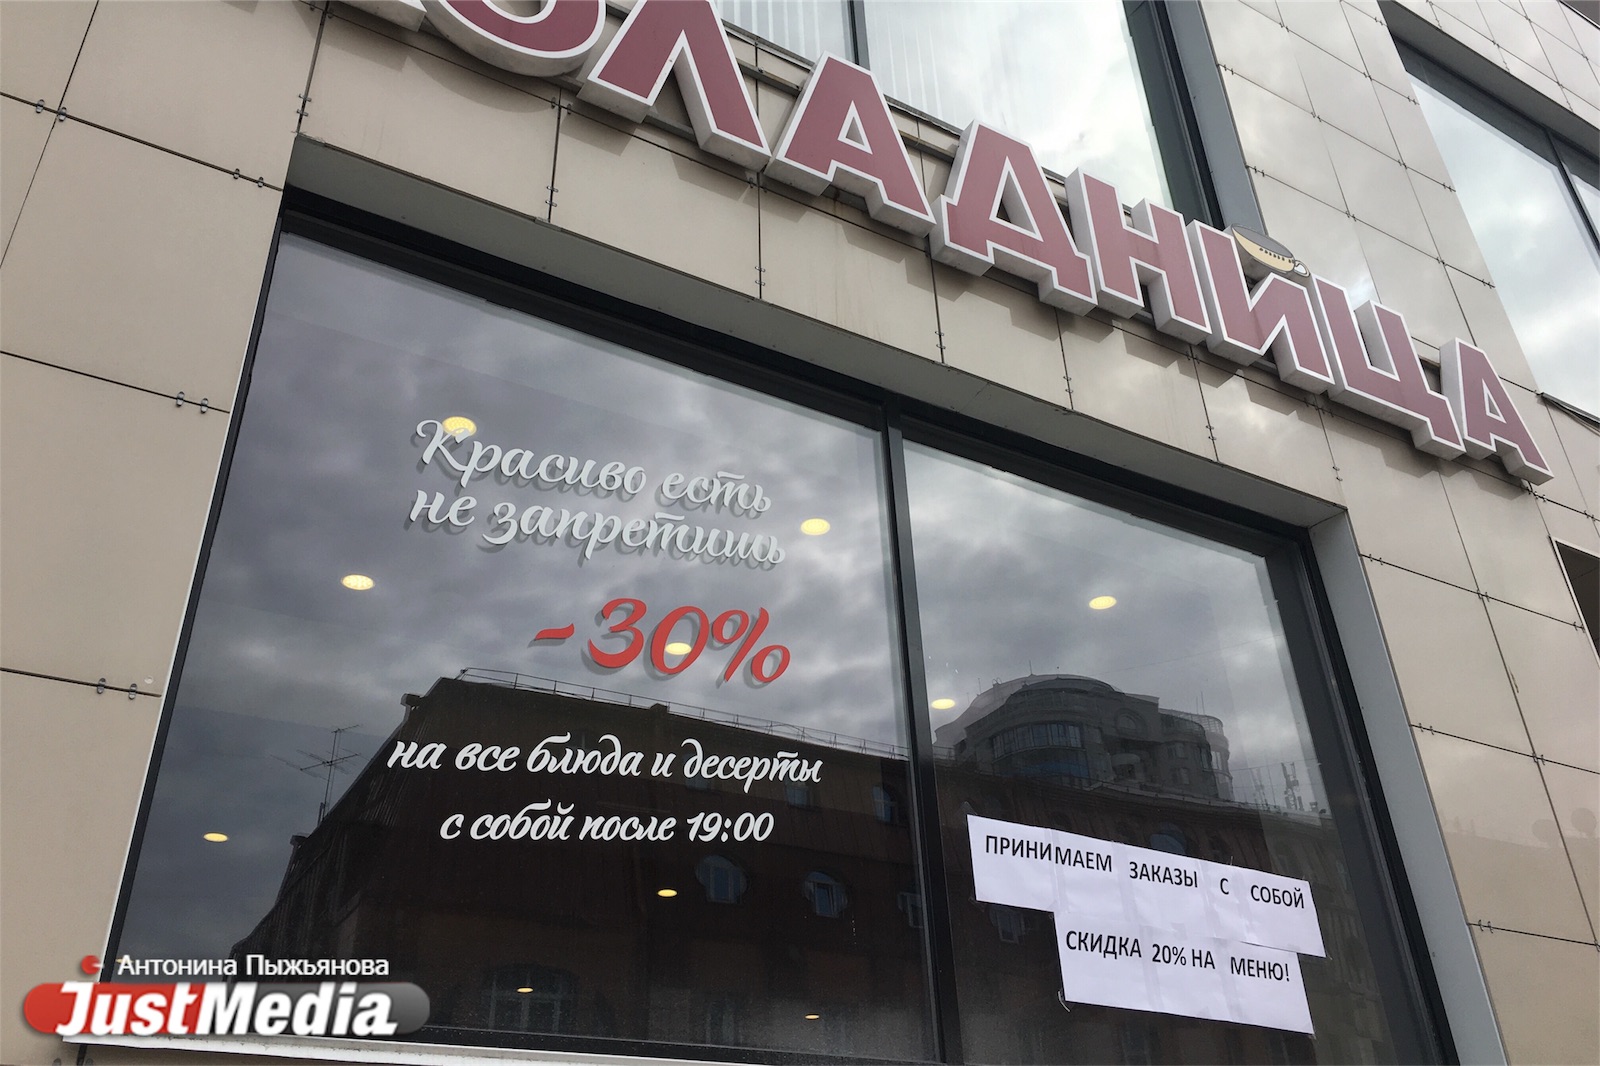 ОЛАДНИЦА
Красиво есть
не запретишь
-30%
на все блюда и десерты
с собой после 19:00
ПРИНИМАЕМ ЗАКАЗЫ С СОБОЙ
СКИДКА 20% НА МЕНЮ!
Антонина Пыжьянова
JustMedia